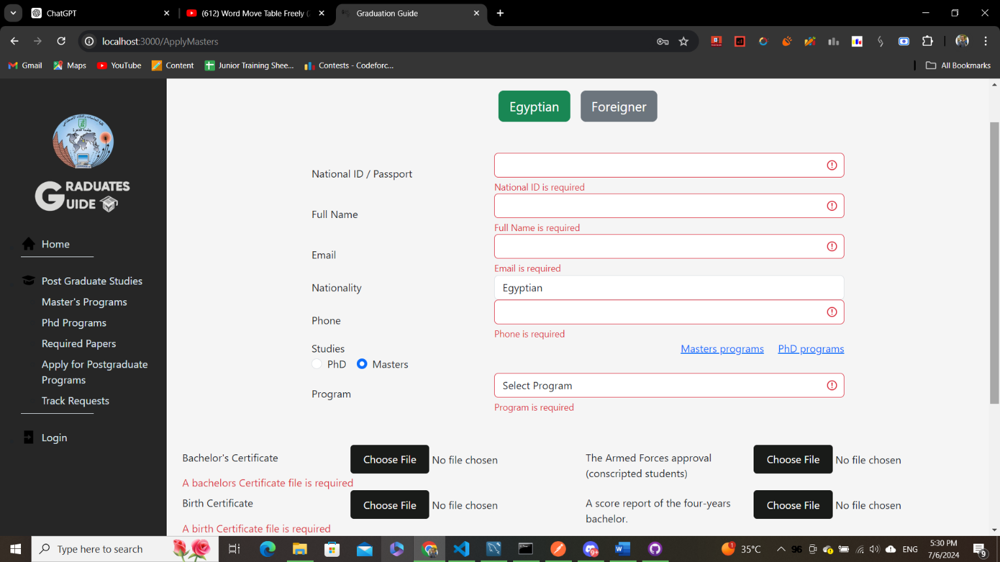 ChatGPT
(612) Word Move Table Freely (
Graduation Guide
localhost:3000/ApplyMasters
Gmail
Maps
YouTube
Content
Junior Training Shee...
Contests - Codeforc...
All Bookmarks
Egyptian
Foreigner
GRADUATES
GUIDE
Home
Post Graduate Studies
Master's Programs
Phd Programs
Required Papers
Apply for Postgraduate
Programs
Track Requests
Login
National ID / Passport
National ID is required
Full Name
Full Name is required
Email
Email is required
Nationality
Egyptian
Phone
Phone is required
Studies
Masters programs
PhD programs
PhD
Masters
Program
Select Program
Program is required
Bachelor's Certificate
Choose File
No file chosen
A bachelors Certificate file is required
The Armed Forces approval
(conscripted students)
Choose File
No file chosen
Birth Certificate
Choose File
No file chosen
A birth Certificate file is required
A score report of the four-years
bachelor.
Choose File
No file chosen
Type here to search
35°C
96
ENG
5:30 PM
7/6/2024
9